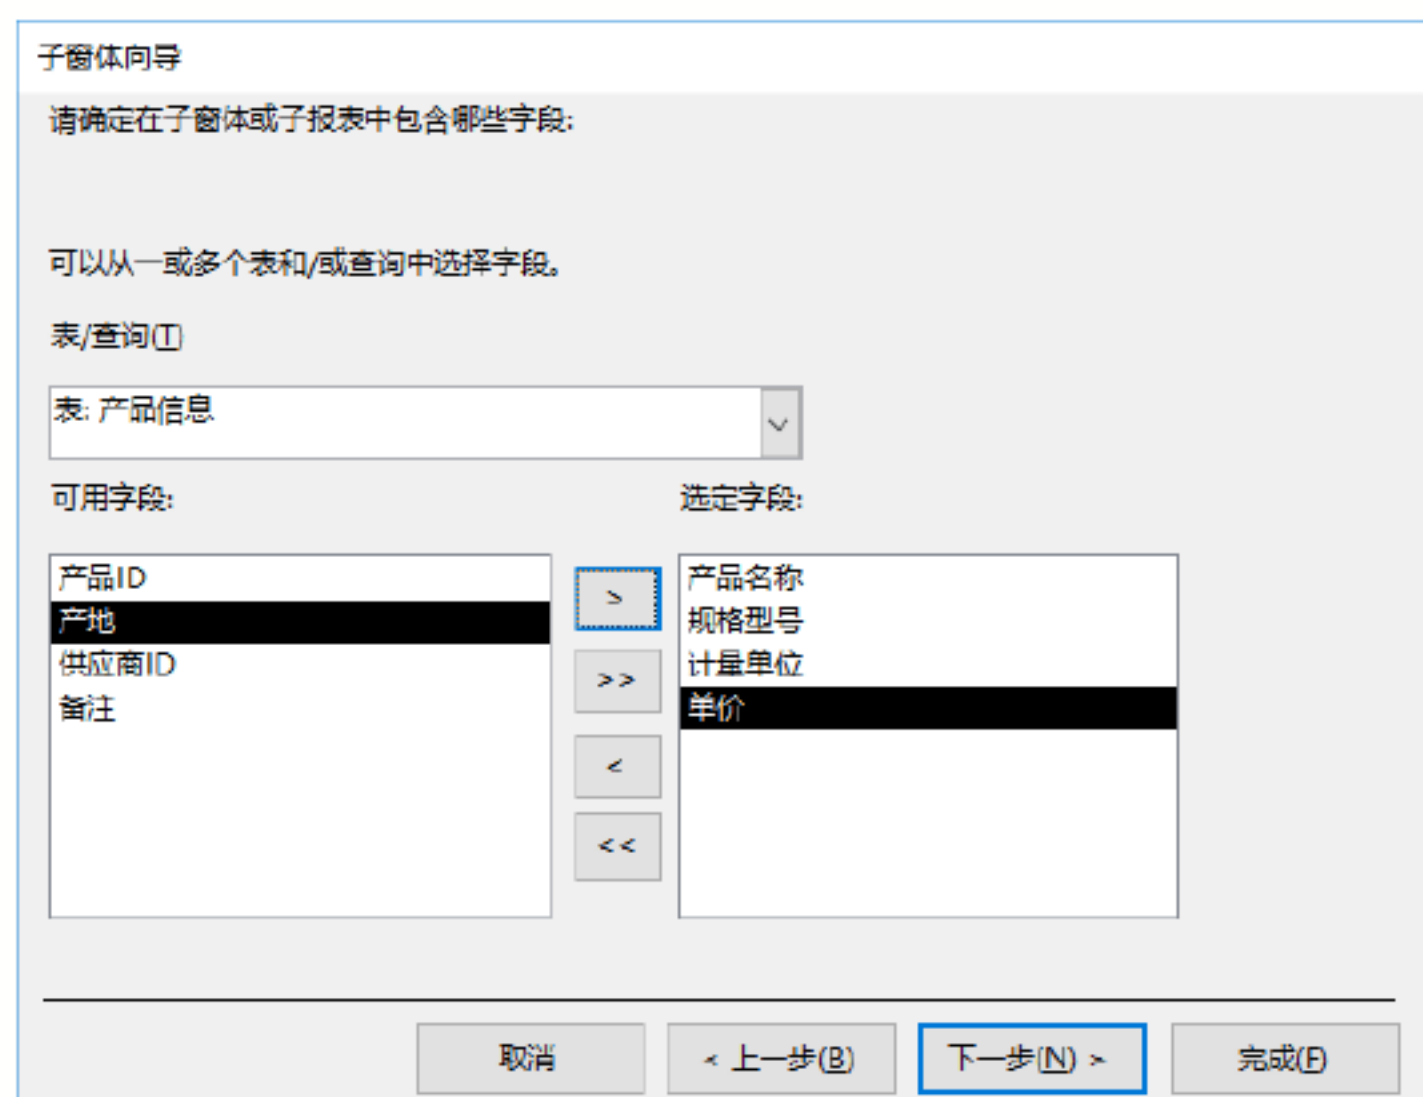 子窗体向导
请确定在子窗体或子报表中包含哪些字段:
可以从一或多个表和/或查询中选择字段。
表/查询(T)
表: 产品信息
可用字段:
选定字段:
产品ID
产地
供应商ID
备注
>
>>
<
<<
产品名称
规格型号
计量单位
单价
取消
< 上一步(B)
下一步(N) >
完成(F)